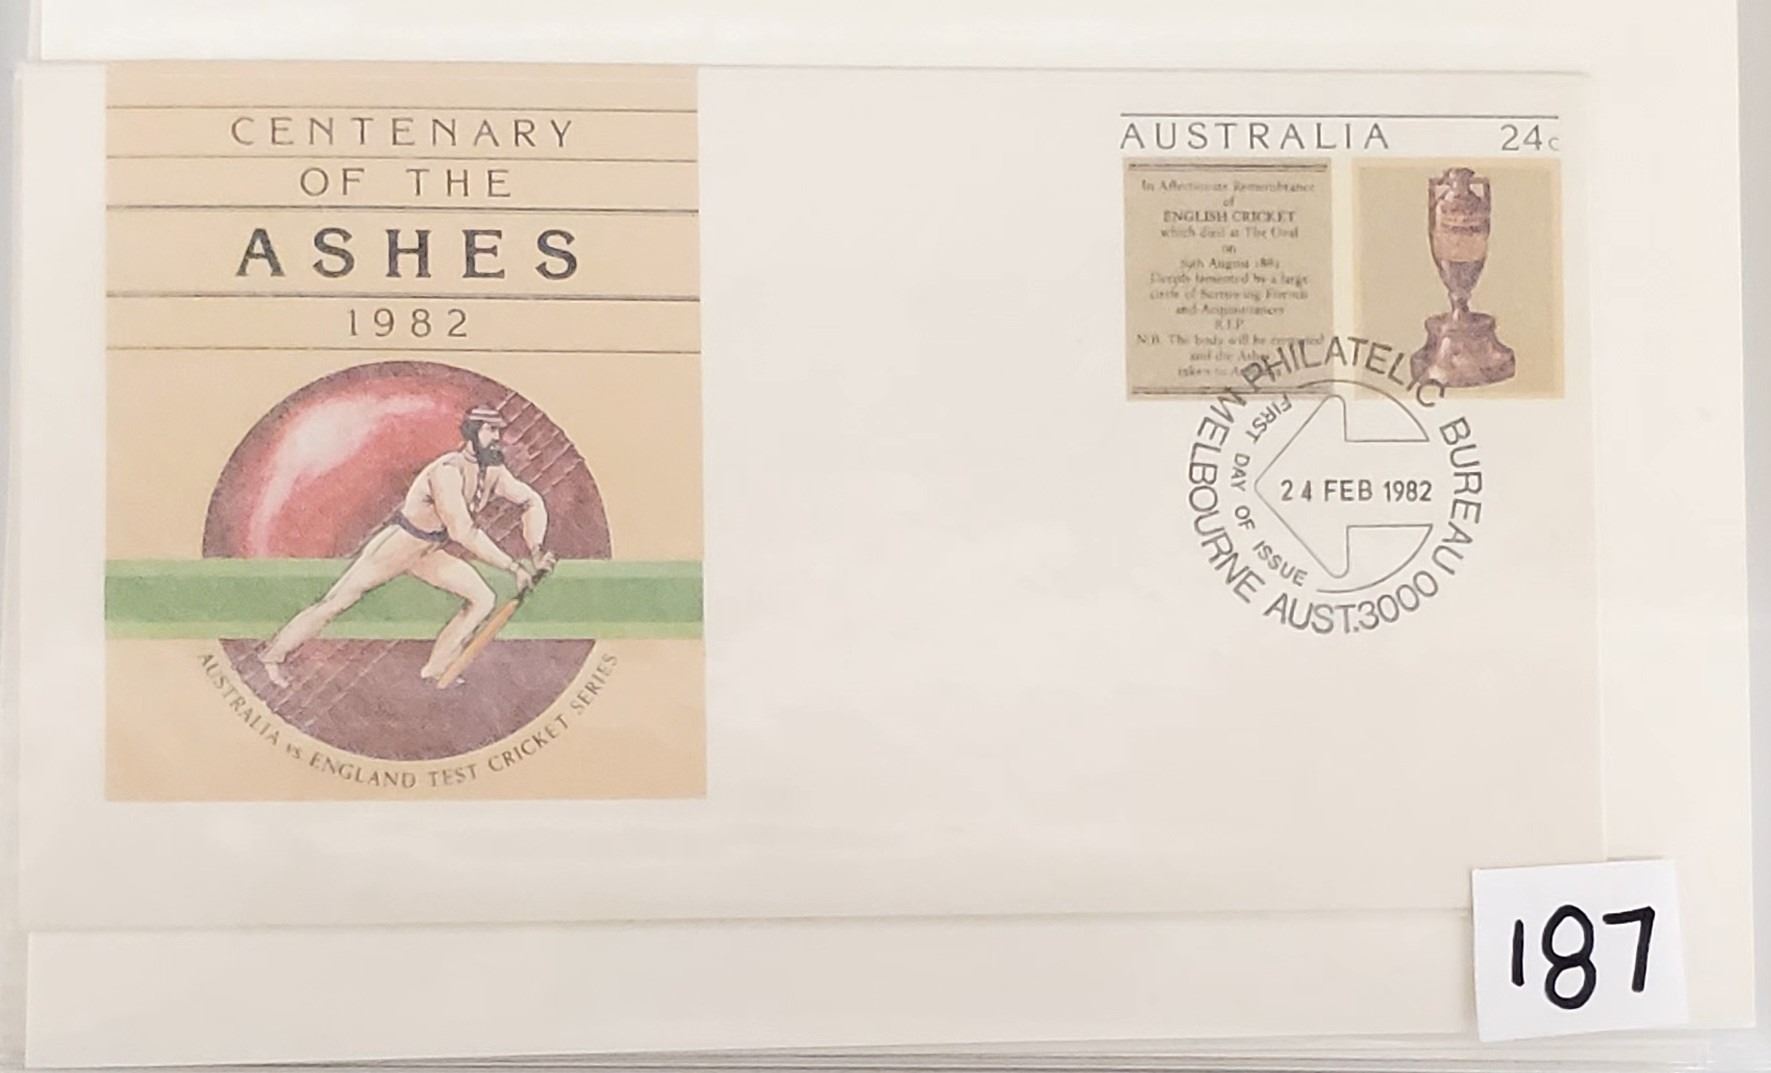 CENTENARY
OF THE
ASHES
1982
AUSTRALIA vs ENGLAND TEST CRICKET SERIES
AUSTRALIA 24c
In Affectionate Remembrance
of
ENGLISH CRICKET
which died at The Oval
on
August
Deeply lamented by a large
circle of Sorrowing Friends
and Acquaintances
R.I.P.
N.B. The body will be cremated
and the Ashes
taken to
PHILATELIC BUREAU
MELBOURNE AUST.3000
FIRST DAY OF ISSUE
24 FEB 1982
187